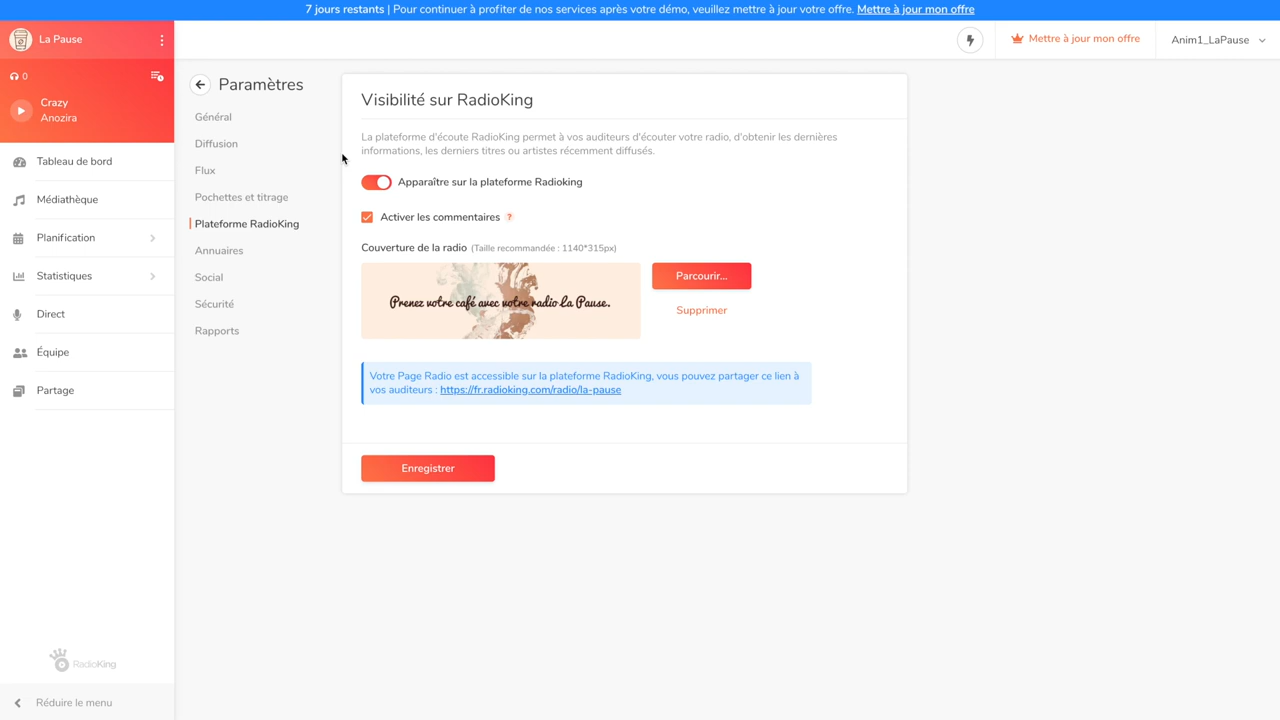 7 jours restants | Pour continuer à profiter de nos services après votre démo, veuillez mettre à jour votre offre. Mettre à jour mon offre
La Pause
Mettre à jour mon offre
Anim1_LaPause
0
Crazy
Anozira
Tableau de bord
Médiathèque
Planification
Statistiques
Direct
Équipe
Partage
RadioKing
Réduire le menu
Paramètres
Général
Diffusion
Flux
Pochettes et titrage
Plateforme RadioKing
Annuaires
Social
Sécurité
Rapports
Visibilité sur RadioKing
La plateforme d'écoute RadioKing permet à vos auditeurs d'écouter votre radio, d'obtenir les dernières
informations, les derniers titres ou artistes récemment diffusés.
Apparaître sur la plateforme Radioking
Activer les commentaires ?
Couverture de la radio (Taille recommandée : 1140*315px)
Prenez votre café avec votre radio La Pause.
Parcourir...
Supprimer
Votre Page Radio est accessible sur la plateforme RadioKing, vous pouvez partager ce lien à
vos auditeurs : https://fr.radioking.com/radio/la-pause
Enregistrer